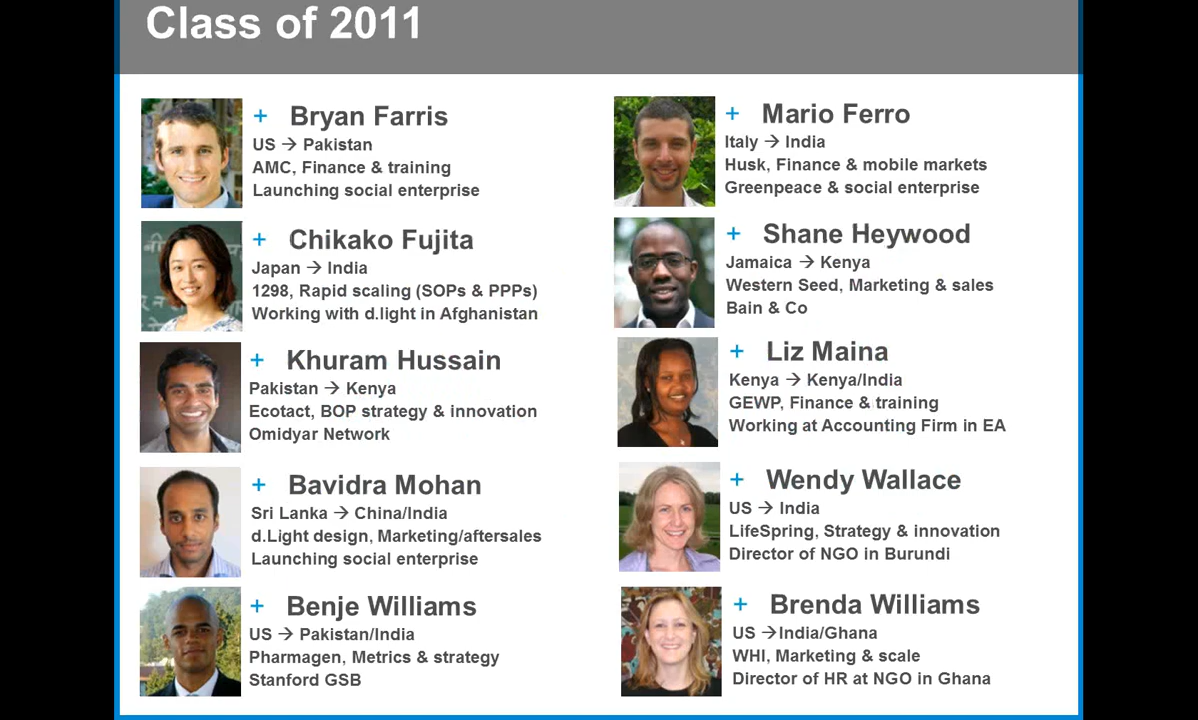 Class of 2011
+ Bryan Farris
US → Pakistan
AMC, Finance & training
Launching social enterprise
+ Chikako Fujita
Japan → India
1298, Rapid scaling (SOPs & PPPs)
Working with d.light in Afghanistan
+ Khuram Hussain
Pakistan → Kenya
Ecotact, BOP strategy & innovation
Omidyar Network
+ Bavidra Mohan
Sri Lanka → China/India
d.Light design, Marketing/aftersales
Launching social enterprise
+ Benje Williams
US → Pakistan/India
Pharmagen, Metrics & strategy
Stanford GSB
+ Mario Ferro
Italy → India
Husk, Finance & mobile markets
Greenpeace & social enterprise
+ Shane Heywood
Jamaica → Kenya
Western Seed, Marketing & sales
Bain & Co
+ Liz Maina
Kenya → Kenya/India
GEWP, Finance & training
Working at Accounting Firm in EA
+ Wendy Wallace
US → India
LifeSpring, Strategy & innovation
Director of NGO in Burundi
+ Brenda Williams
US →India/Ghana
WHI, Marketing & scale
Director of HR at NGO in Ghana